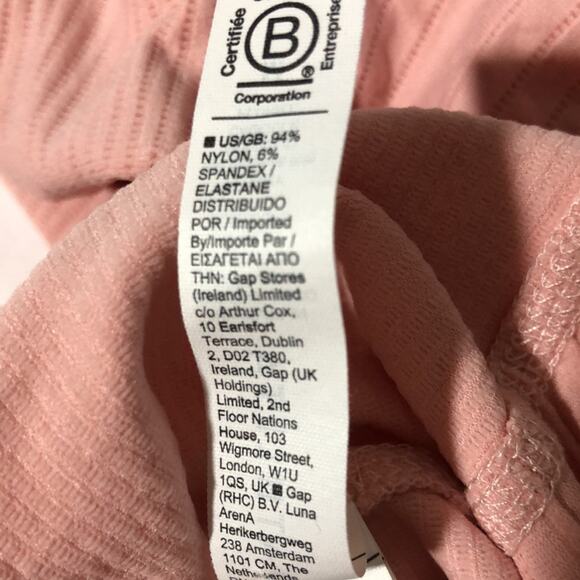 Certifiée
B
Entreprise
®
Corporation
US/GB: 94%
NYLON, 6%
SPANDEX /
ELASTANE
DISTRIBUIDO
POR / Imported
By/Importe Par /
ΕΙΣΑΓΕΤΑΙ ΑΠΟ
ΤΗΝ: Gap Stores
(Ireland) Limited
c/o Arthur Cox,
10 Earlsfort
Terrace, Dublin
2, D02 T380,
Ireland, Gap (UK
Holdings)
Limited, 2nd
Floor Nations
House, 103
Wigmore Street,
London, W1U
1QS, UK Gap
(RHC) B.V. Luna
ArenA
Herikerbergweg
238 Amsterdam
1101 CM, The
Netherlands